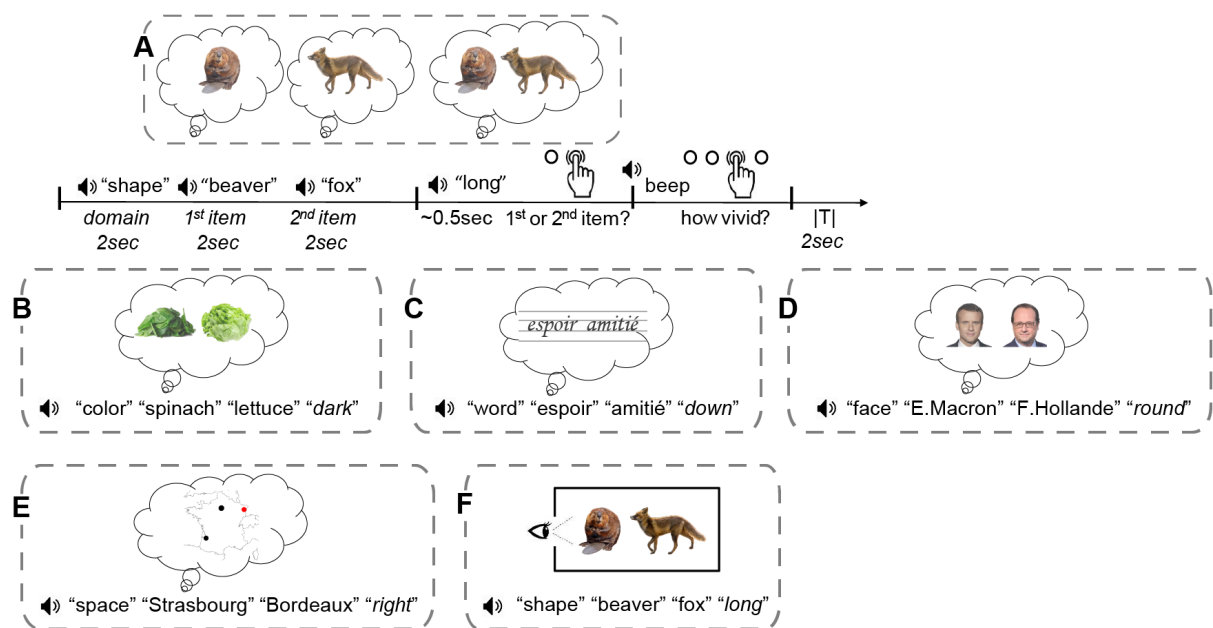 A
"shape" "beaver" "fox" "long" beep
domain 1st item 2nd item ~0.5sec 1st or 2nd item? how vivid? |T|
2sec 2sec 2sec 2sec
B C D
espoir amitié
"color" "spinach" "lettuce" "dark"
"word" "espoir" "amitié" "down"
"face" "E.Macron" "F.Hollande" "round"
E F
"space" "Strasbourg" "Bordeaux" "right"
"shape" "beaver" "fox" "long"